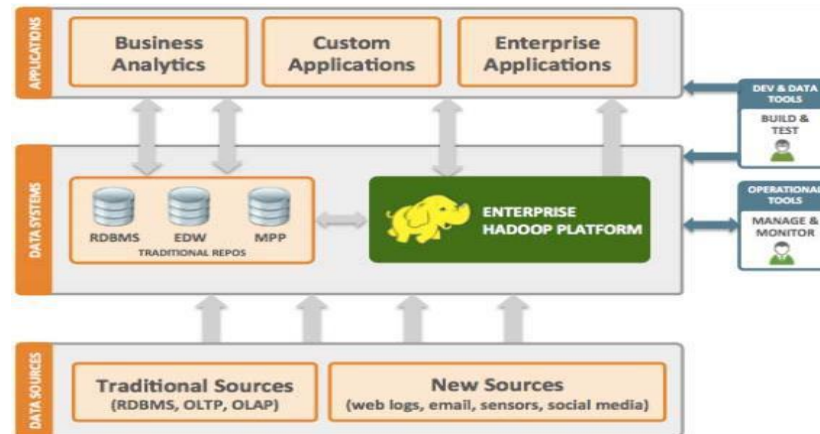 APPLICATIONS
Business
Analytics
Custom
Applications
Enterprise
Applications
DEV & DATA
TOOLS
BUILD &
TEST
DATA SYSTEMS
RDBMS
EDW
MPP
TRADITIONAL REPOS
ENTERPRISE
HADOOP PLATFORM
OPERATIONAL
TOOLS
MANAGE &
MONITOR
DATA SOURCES
Traditional Sources
(RDBMS, OLTP, OLAP)
New Sources
(web logs, email, sensors, social media)